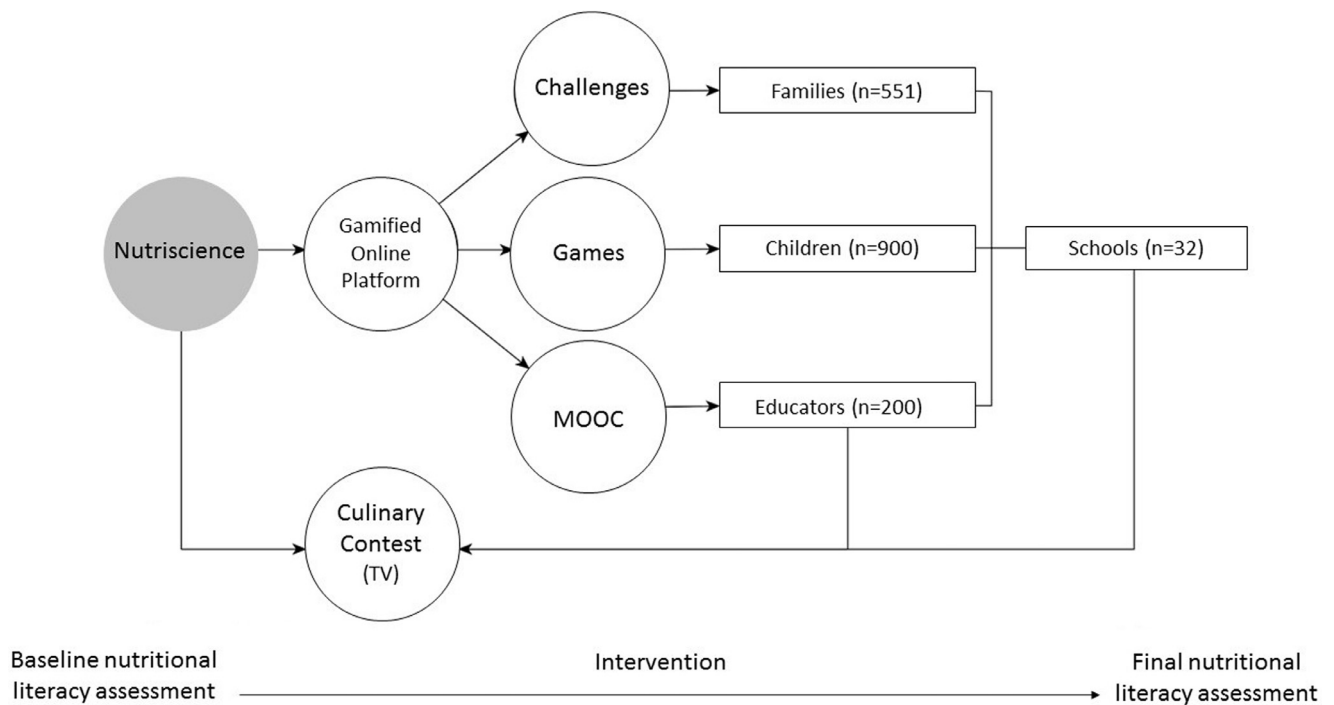 Challenges
Families (n=551)
Nutriscience
Gamified
Online
Platform
Games
Children (n=900)
Schools (n=32)
MOOC
Educators (n=200)
Culinary
Contest
(TV)
Baseline nutritional
literacy assessment
Intervention
Final nutritional
literacy assessment